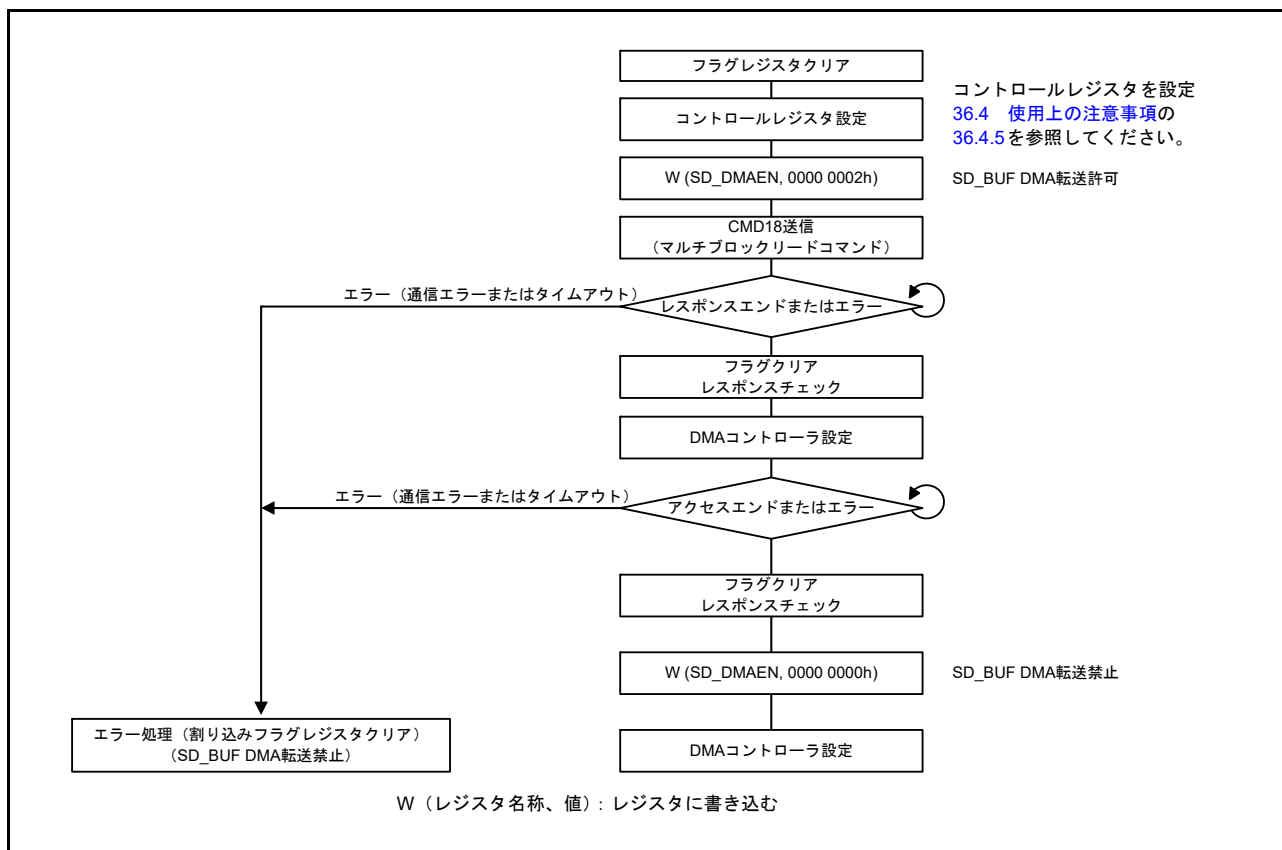 フラグレジスタクリア
コントロールレジスタ設定
コントロールレジスタを設定
36.4 使用上の注意事項の
36.4.5を参照してください。
W (SD_DMAEN, 0000 0002h)
SD_BUF DMA転送許可
CMD18送信
(マルチブロックリードコマンド)
エラー(通信エラーまたはタイムアウト)
レスポンスエンドまたはエラー
フラグクリア
レスポンスチェック
DMAコントローラ設定
エラー(通信エラーまたはタイムアウト)
アクセスエンドまたはエラー
フラグクリア
レスポンスチェック
W (SD_DMAEN, 0000 0000h)
SD_BUF DMA転送禁止
エラー処理(割り込みフラグレジスタクリア)
(SD_BUF DMA転送禁止)
DMAコントローラ設定
W(レジスタ名称、値): レジスタに書き込む